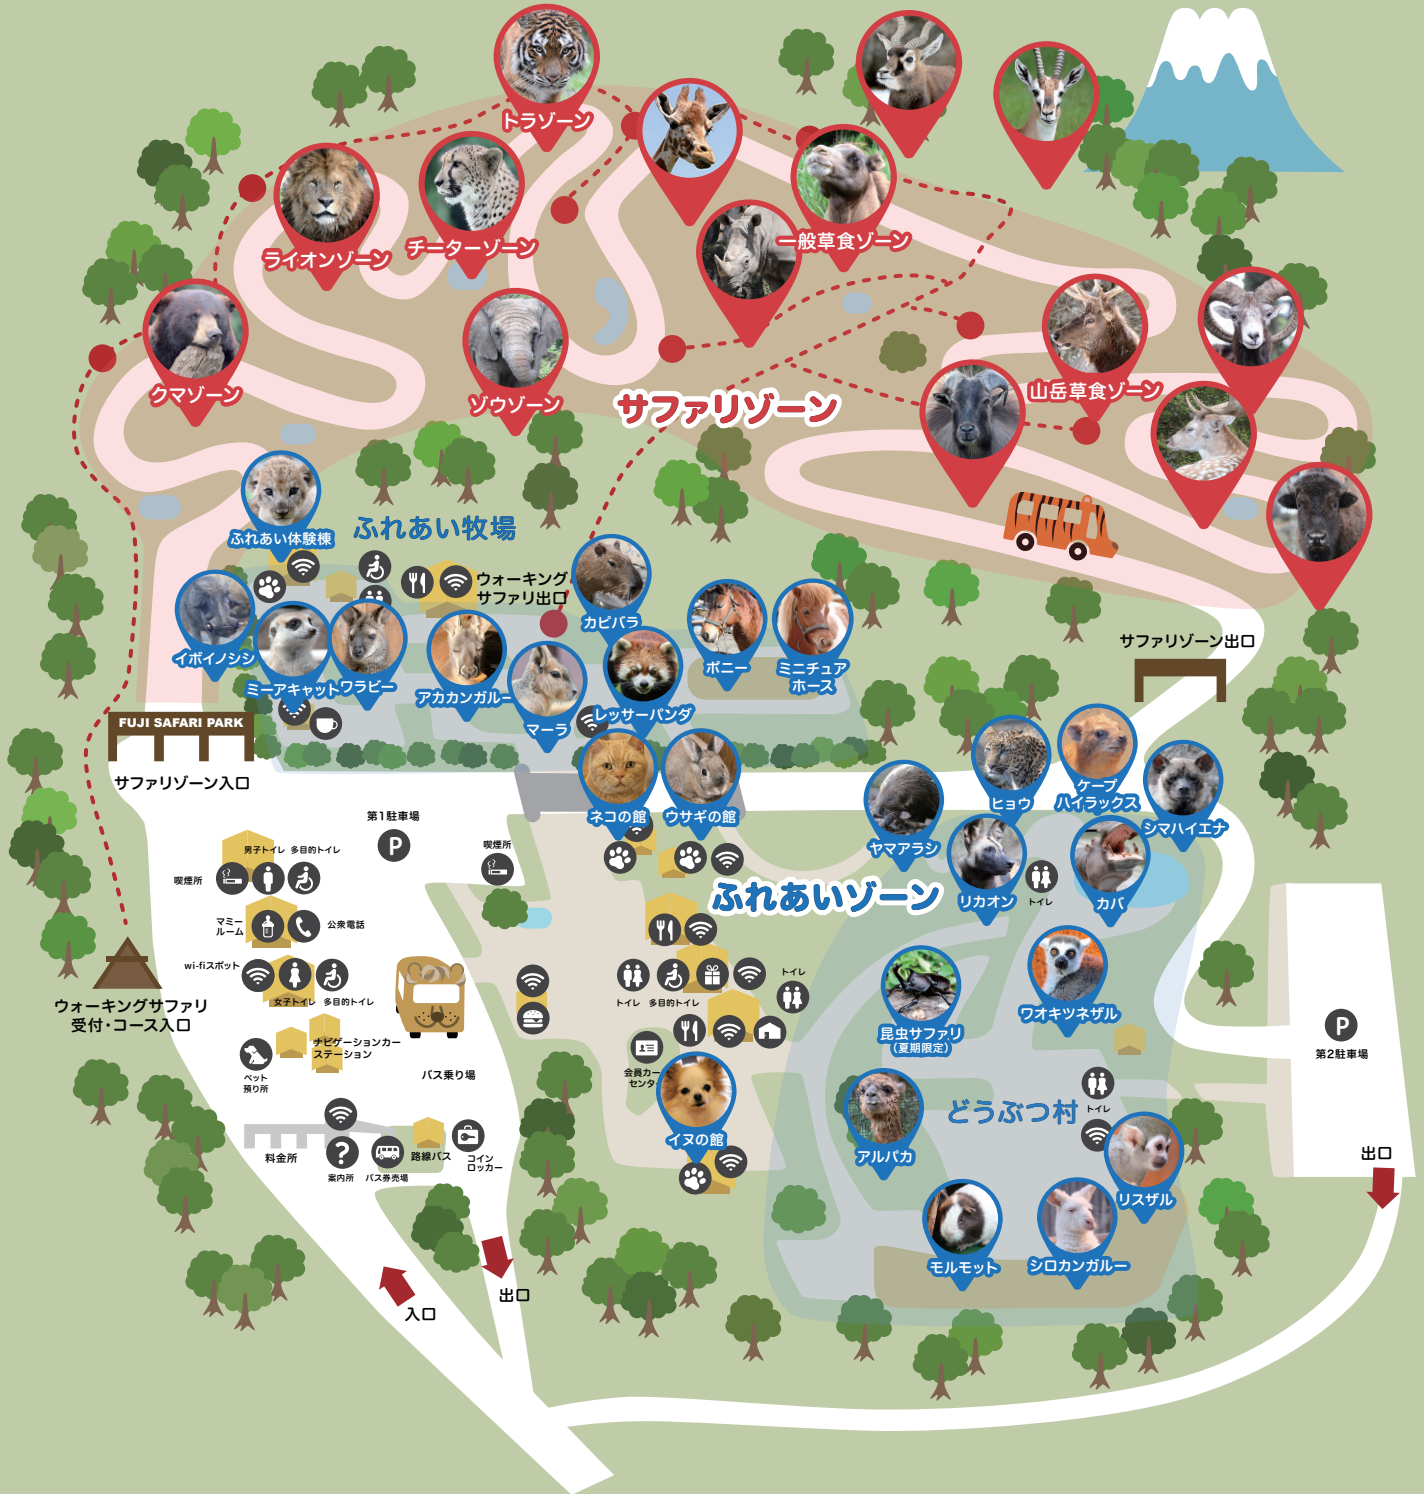 トラゾーン
ライオンゾーン
チーターゾーン
一般草食ゾーン
クマゾーン
ゾウゾーン
サファリゾーン
山岳草食ゾーン
ふれあい体験棟
ふれあい牧場
ウォーキング
サファリ出口
カピバラ
イボイノシシ
ミーアキャット
ワラビー
アカカンガルー
マーラ
レッサーパンダ
ポニー
ミニチュア
ホース
サファリゾーン出口
FUJI SAFARI PARK
サファリゾーン入口
ネコの館
ウサギの館
ヤマアラシ
ヒョウ
ケープ
ハイラックス
シマハイエナ
リカオン
トイレ
カバ
ふれあいゾーン
第1駐車場
P
喫煙所
男子トイレ
多目的トイレ
喫煙所
マミー
ルーム
公衆電話
wi-fiスポット
女子トイレ
多目的トイレ
ナビゲーションカー
ステーション
ペット
預り所
ウォーキングサファリ
受付・コース入口
バス乗り場
トイレ
多目的トイレ
トイレ
会員カー
センタ
イヌの館
昆虫サファリ
(夏期限定)
ワオキツネザル
アルパカ
どうぶつ村
トイレ
リスザル
モルモット
シロカンガルー
P
第2駐車場
出口
料金所
?
案内所
バス券売場
路線バス
コイン
ロッカー
入口
出口